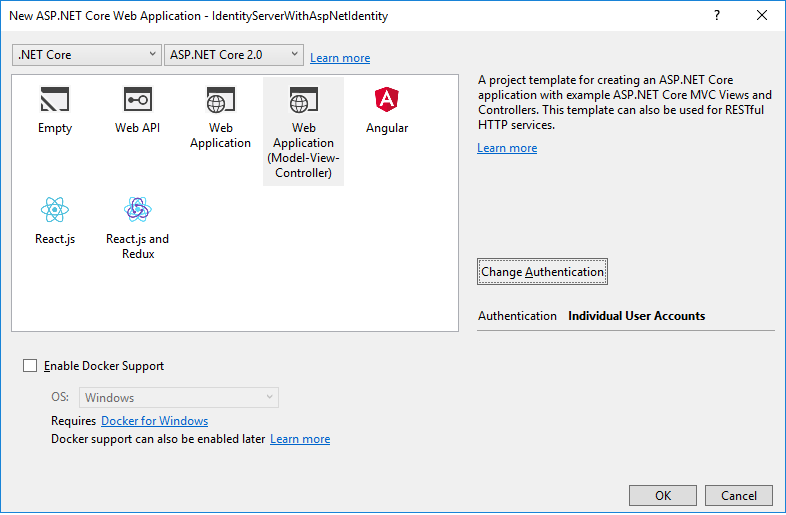 New ASP.NET Core Web Application - IdentityServerWithAspNetIdentity
.NET Core
ASP.NET Core 2.0
Learn more
Empty
Web API
Web
Application
Web
Application
(Model-View-
Controller)
Angular
React.js
React.js and
Redux
A project template for creating an ASP.NET Core
application with example ASP.NET Core MVC Views and
Controllers. This template can also be used for RESTful
HTTP services.
Learn more
Change Authentication
Authentication Individual User Accounts
Enable Docker Support
OS: Windows
Requires Docker for Windows
Docker support can also be enabled later Learn more
OK
Cancel